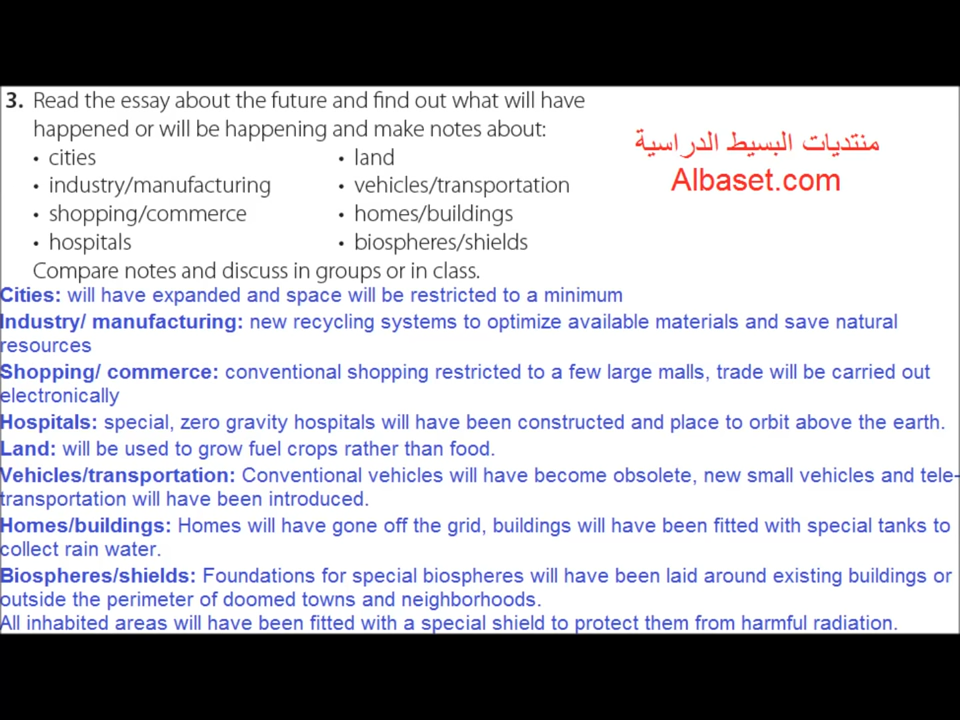 3. Read the essay about the future and find out what will have
happened or will be happening and make notes about:
• cities
• industry/manufacturing
• shopping/commerce
• hospitals
• land
• vehicles/transportation
• homes/buildings
• biospheres/shields
Compare notes and discuss in groups or in class.
منتديات البسيط الدراسية
Albaset.com
Cities: will have expanded and space will be restricted to a minimum
Industry/ manufacturing: new recycling systems to optimize available materials and save natural
resources
Shopping/ commerce: conventional shopping restricted to a few large malls, trade will be carried out
electronically
Hospitals: special, zero gravity hospitals will have been constructed and place to orbit above the earth.
Land: will be used to grow fuel crops rather than food.
Vehicles/transportation: Conventional vehicles will have become obsolete, new small vehicles and tele-
transportation will have been introduced.
Homes/buildings: Homes will have gone off the grid, buildings will have been fitted with special tanks to
collect rain water.
Biospheres/shields: Foundations for special biospheres will have been laid around existing buildings or
outside the perimeter of doomed towns and neighborhoods.
All inhabited areas will have been fitted with a special shield to protect them from harmful radiation.